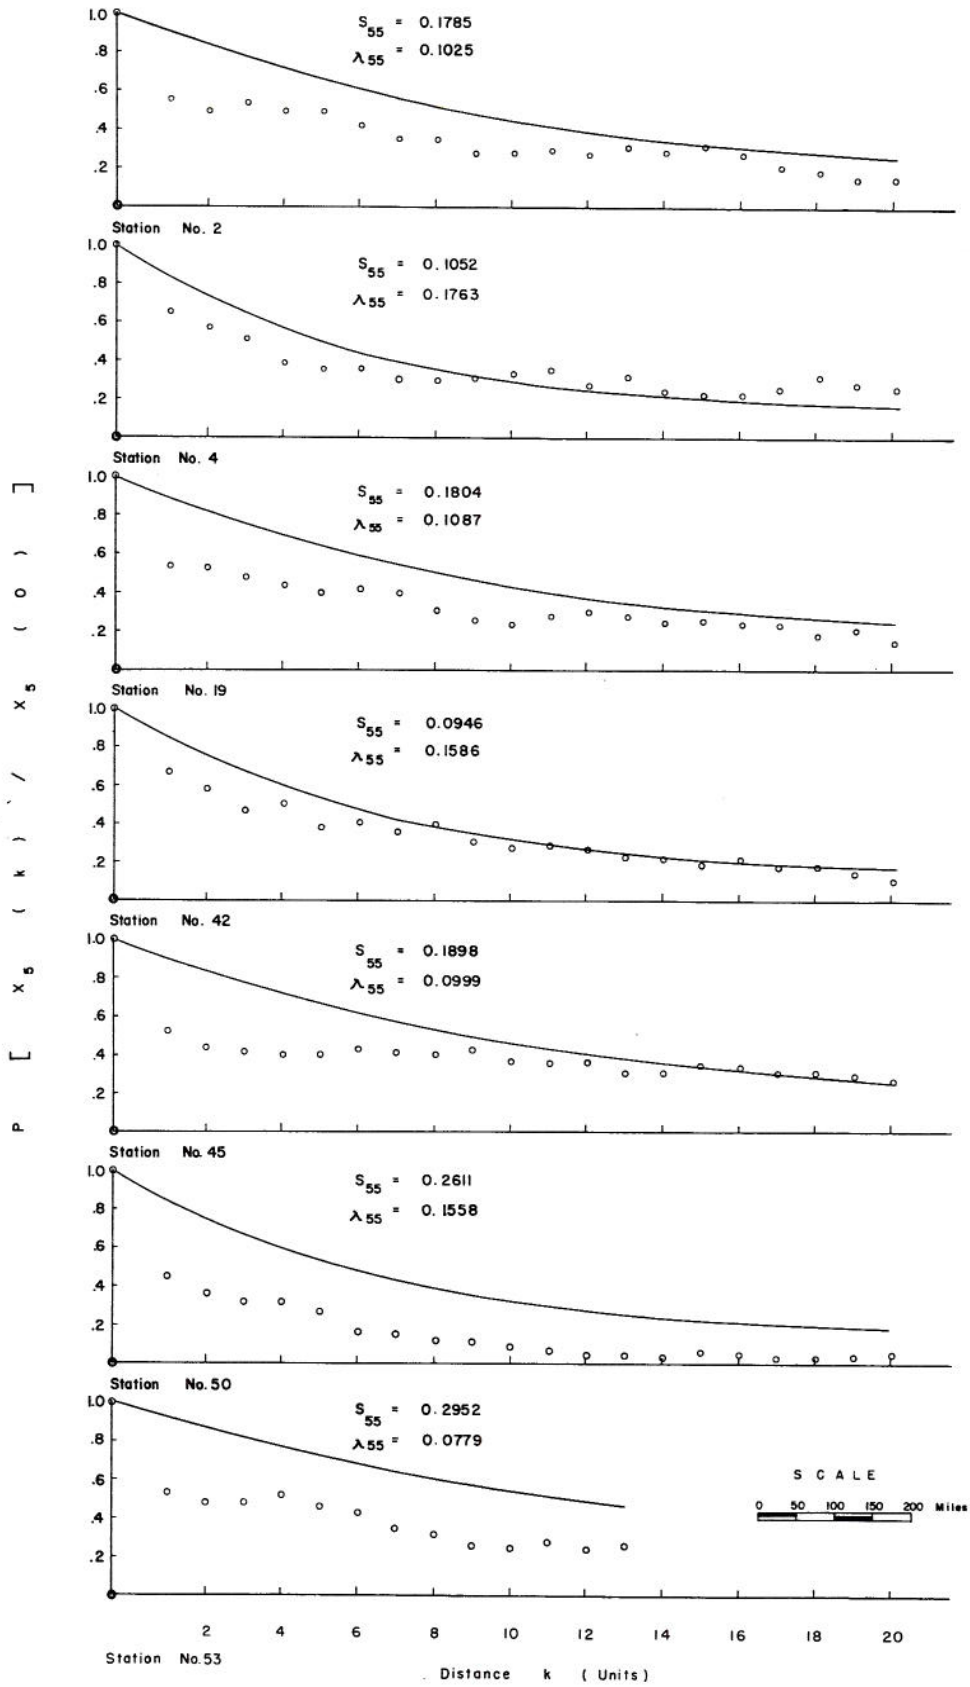 1.0
.8
.6
.4
.2
S55 = 0.1785
λ55 = 0.1025
Station No. 2
1.0
.8
.6
.4
.2
S55 = 0.1052
λ55 = 0.1763
Station No. 4
1.0
.8
.6
.4
.2
S55 = 0.1804
λ55 = 0.1087
Station No. 19
1.0
.8
.6
.4
.2
S55 = 0.0946
λ55 = 0.1586
Station No. 42
1.0
.8
.6
.4
.2
S55 = 0.1898
λ55 = 0.0999
Station No. 45
1.0
.8
.6
.4
.2
S55 = 0.2611
λ55 = 0.1558
Station No. 50
1.0
.8
.6
.4
.2
S55 = 0.2952
λ55 = 0.0779
SCALE
0 50 100 150 200 Miles
2 4 6 8 10 12 14 16 18 20
Station No. 53
Distance k (Units)
P [ X5 (k) / X5 (0) ]